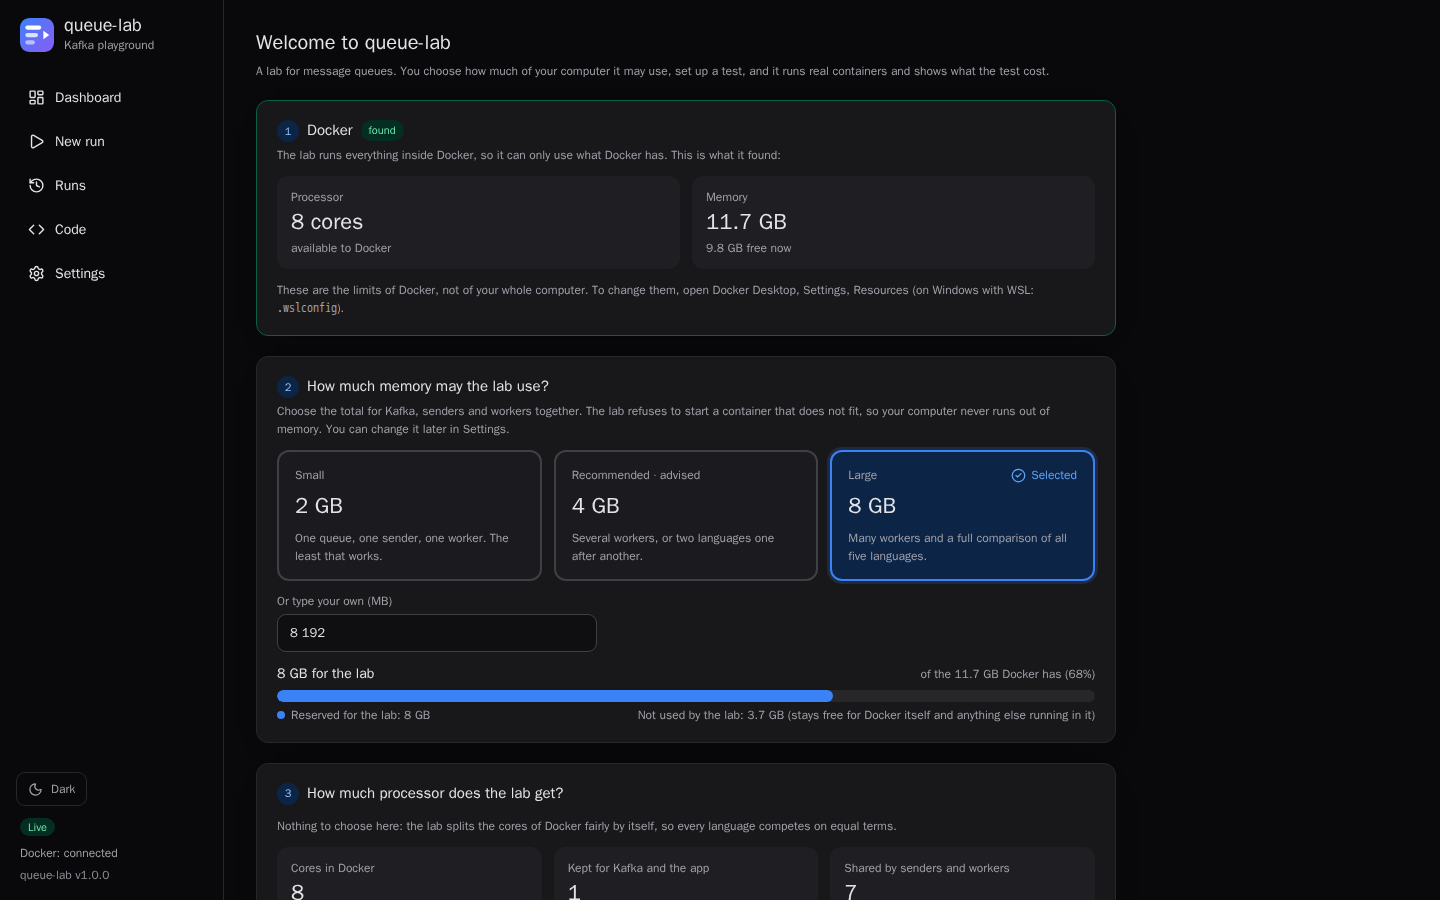 queue-lab
Kafka playground
Dashboard
New run
Runs
Code
Settings
Dark
Live
Docker: connected
queue-lab v1.0.0
Welcome to queue-lab
A lab for message queues. You choose how much of your computer it may use, set up a test, and it runs real containers and shows what the test cost.
1 Docker found
The lab runs everything inside Docker, so it can only use what Docker has. This is what it found:
Processor
8 cores
available to Docker
Memory
11.7 GB
9.8 GB free now
These are the limits of Docker, not of your whole computer. To change them, open Docker Desktop, Settings, Resources (on Windows with WSL:
.wslconfig).
2 How much memory may the lab use?
Choose the total for Kafka, senders and workers together. The lab refuses to start a container that does not fit, so your computer never runs out of
memory. You can change it later in Settings.
Small
2 GB
One queue, one sender, one worker. The
least that works.
Recommended · advised
4 GB
Several workers, or two languages one
after another.
Large Selected
8 GB
Many workers and a full comparison of all
five languages.
Or type your own (MB)
8 192
8 GB for the lab
of the 11.7 GB Docker has (68%)
Reserved for the lab: 8 GB
Not used by the lab: 3.7 GB (stays free for Docker itself and anything else running in it)
3 How much processor does the lab get?
Nothing to choose here: the lab splits the cores of Docker fairly by itself, so every language competes on equal terms.
Cores in Docker
8
Kept for Kafka and the app
1
Shared by senders and workers
7